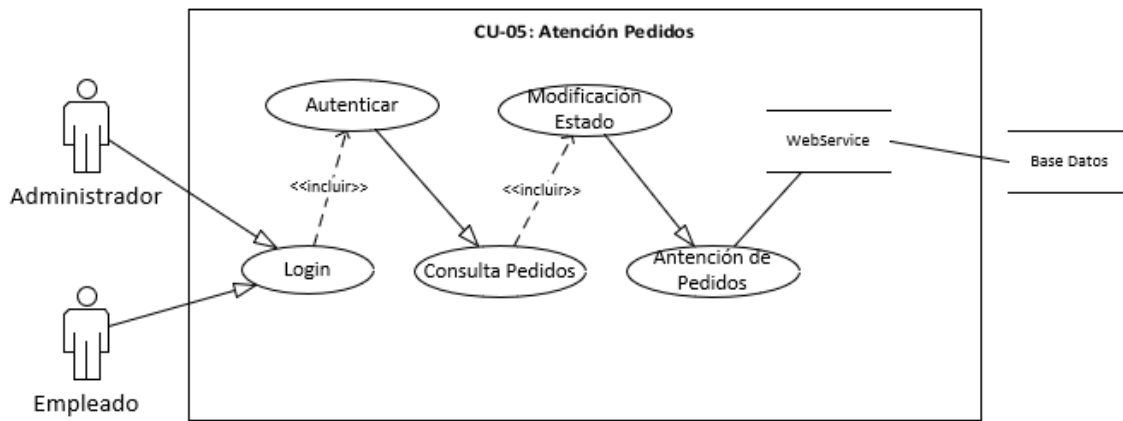 CU-05: Atención Pedidos
Autenticar
Modificación
Estado
WebService
Base Datos
<<incluir>>
<<incluir>>
Administrador
Login
Consulta Pedidos
Antención de
Pedidos
Empleado